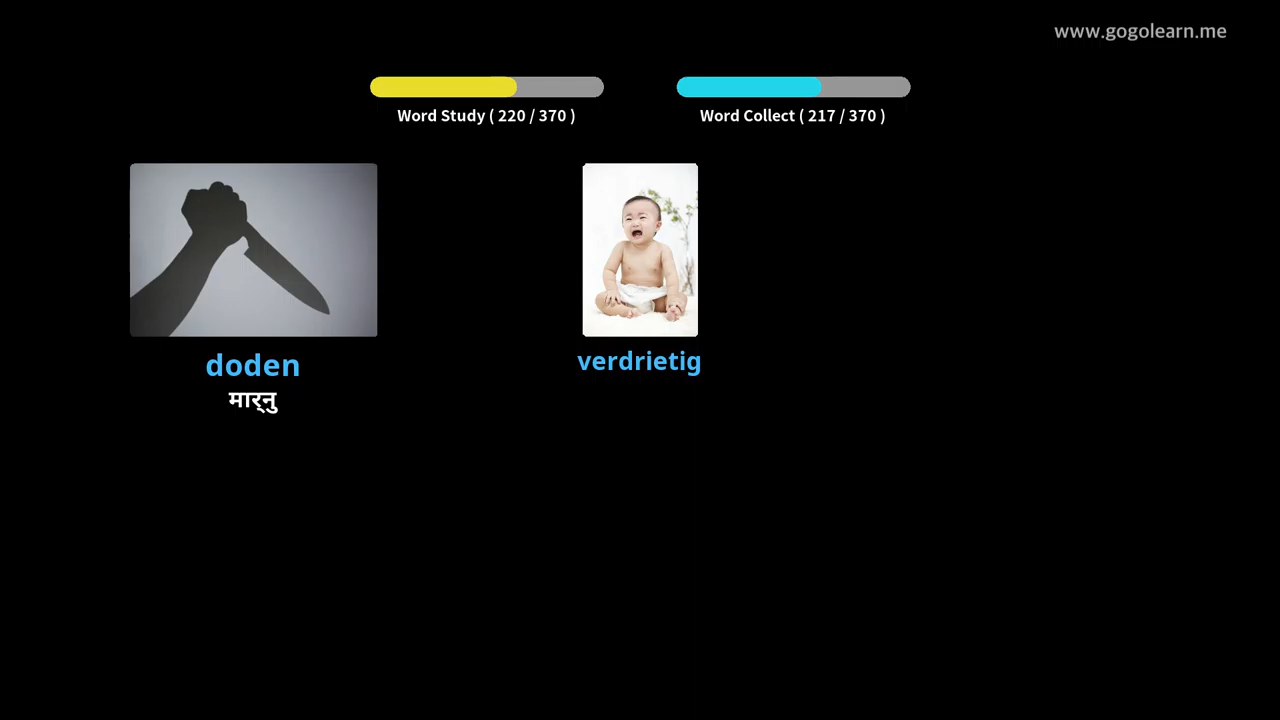 www.gogolearn.me
Word Study ( 220 / 370 )
Word Collect ( 217 / 370 )
doden
मार्‍नु
verdrietig